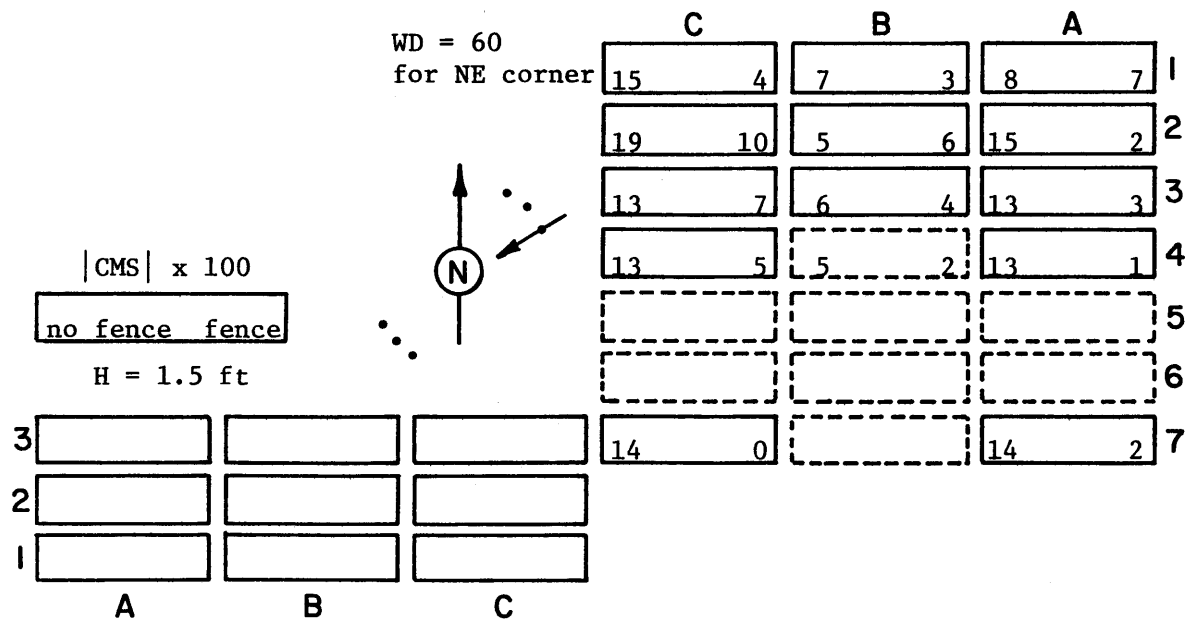 C B A
WD = 60
for NE corner
15 4 7 3 8 7 1
19 10 5 6 15 2 2
13 7 6 4 13 3 3
13 5 5 2 13 1 4
N
|CMS| x 100
no fence fence
H = 1.5 ft
5
6
14 0 14 2 7
3
2
1
A B C